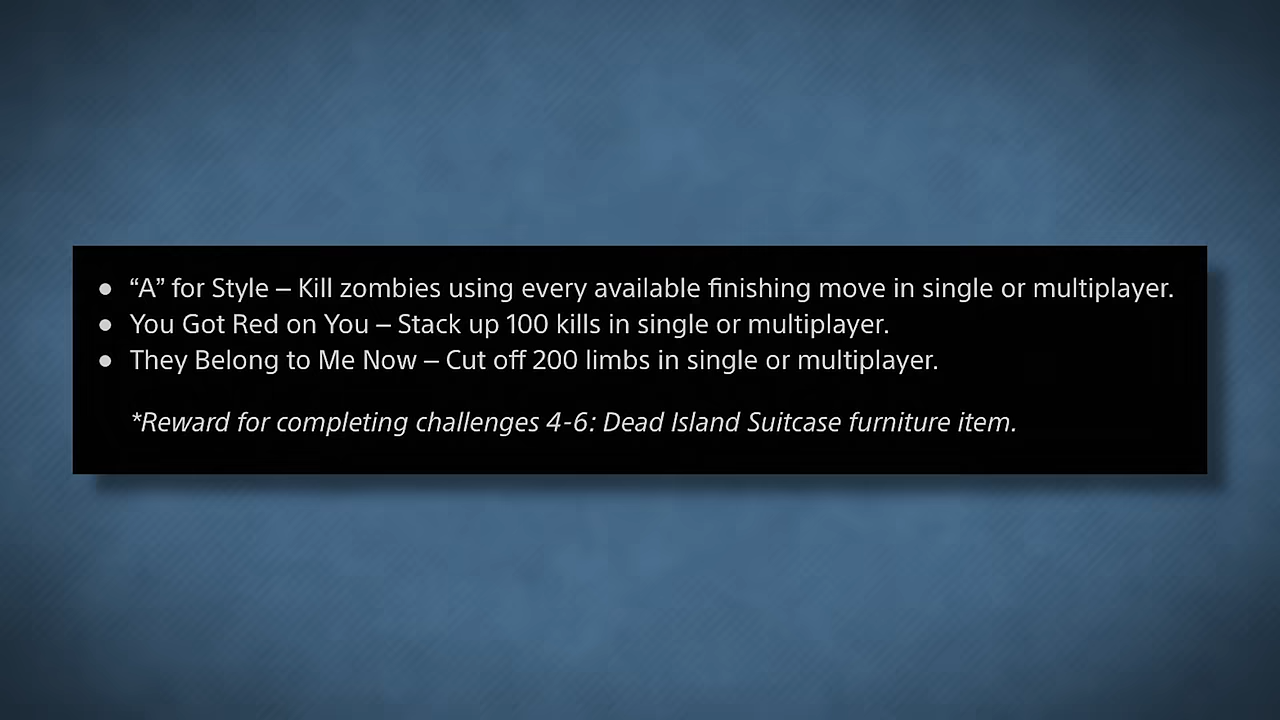 ● “A” for Style – Kill zombies using every available finishing move in single or multiplayer.
● You Got Red on You – Stack up 100 kills in single or multiplayer.
● They Belong to Me Now – Cut off 200 limbs in single or multiplayer.
*Reward for completing challenges 4-6: Dead Island Suitcase furniture item.